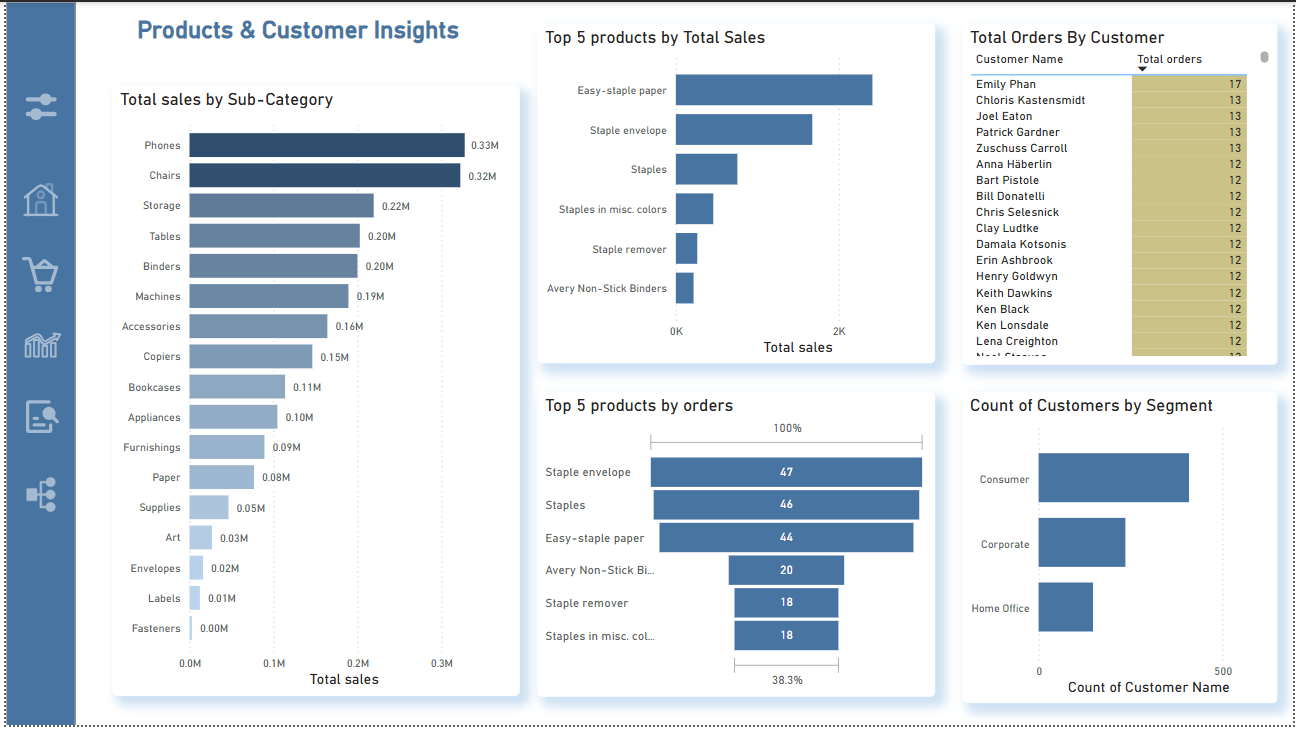 Products & Customer Insights
Total sales by Sub-Category
Phones 0.33M
Chairs 0.32M
Storage 0.22M
Tables 0.20M
Binders 0.20M
Machines 0.19M
Accessories 0.16M
Copiers 0.15M
Bookcases 0.11M
Appliances 0.10M
Furnishings 0.09M
Paper 0.08M
Supplies 0.05M
Art 0.03M
Envelopes 0.02M
Labels 0.01M
Fasteners 0.00M
0.0M 0.1M 0.2M 0.3M
Total sales
Top 5 products by Total Sales
Easy-staple paper
Staple envelope
Staples
Staples in misc. colors
Staple remover
Avery Non-Stick Binders
0K 2K
Total sales
Total Orders By Customer
Customer Name Total orders
Emily Phan 17
Chloris Kastensmidt 13
Joel Eaton 13
Patrick Gardner 13
Zuschuss Carroll 13
Anna Häberlin 12
Bart Pistole 12
Bill Donatelli 12
Chris Selesnick 12
Clay Ludtke 12
Damala Kotsonis 12
Erin Ashbrook 12
Henry Goldwyn 12
Keith Dawkins 12
Ken Black 12
Ken Lonsdale 12
Lena Creighton 12
Top 5 products by orders
100%
Staple envelope 47
Staples 46
Easy-staple paper 44
Avery Non-Stick Bi... 20
Staple remover 18
Staples in misc. col... 18
38.3%
Count of Customers by Segment
Consumer
Corporate
Home Office
0 500
Count of Customer Name